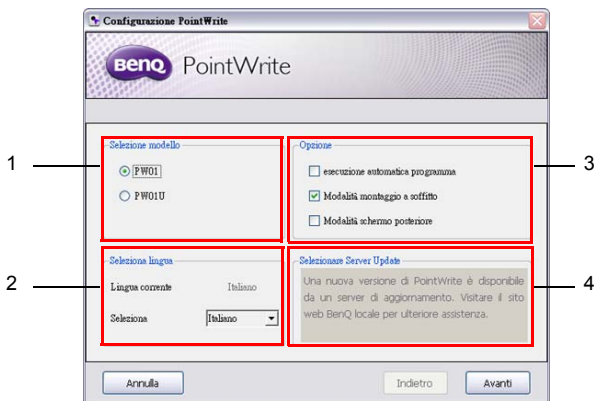 Configurazione PointWrite
BenQ PointWrite
1
Selezione modello
PW01
PW01U
Opzione
esecuzione automatica programma
Modalità montaggio a soffitto
Modalità schermo posteriore
3
2
Seleziona lingua
Lingua corrente Italiano
Seleziona Italiano
Selezionare Server Update
Una nuova versione di PointWrite è disponibile
da un server di aggiornamento. Visitare il sito
web BenQ locale per ulteriore assistenza.
4
Annulla
Indietro
Avanti